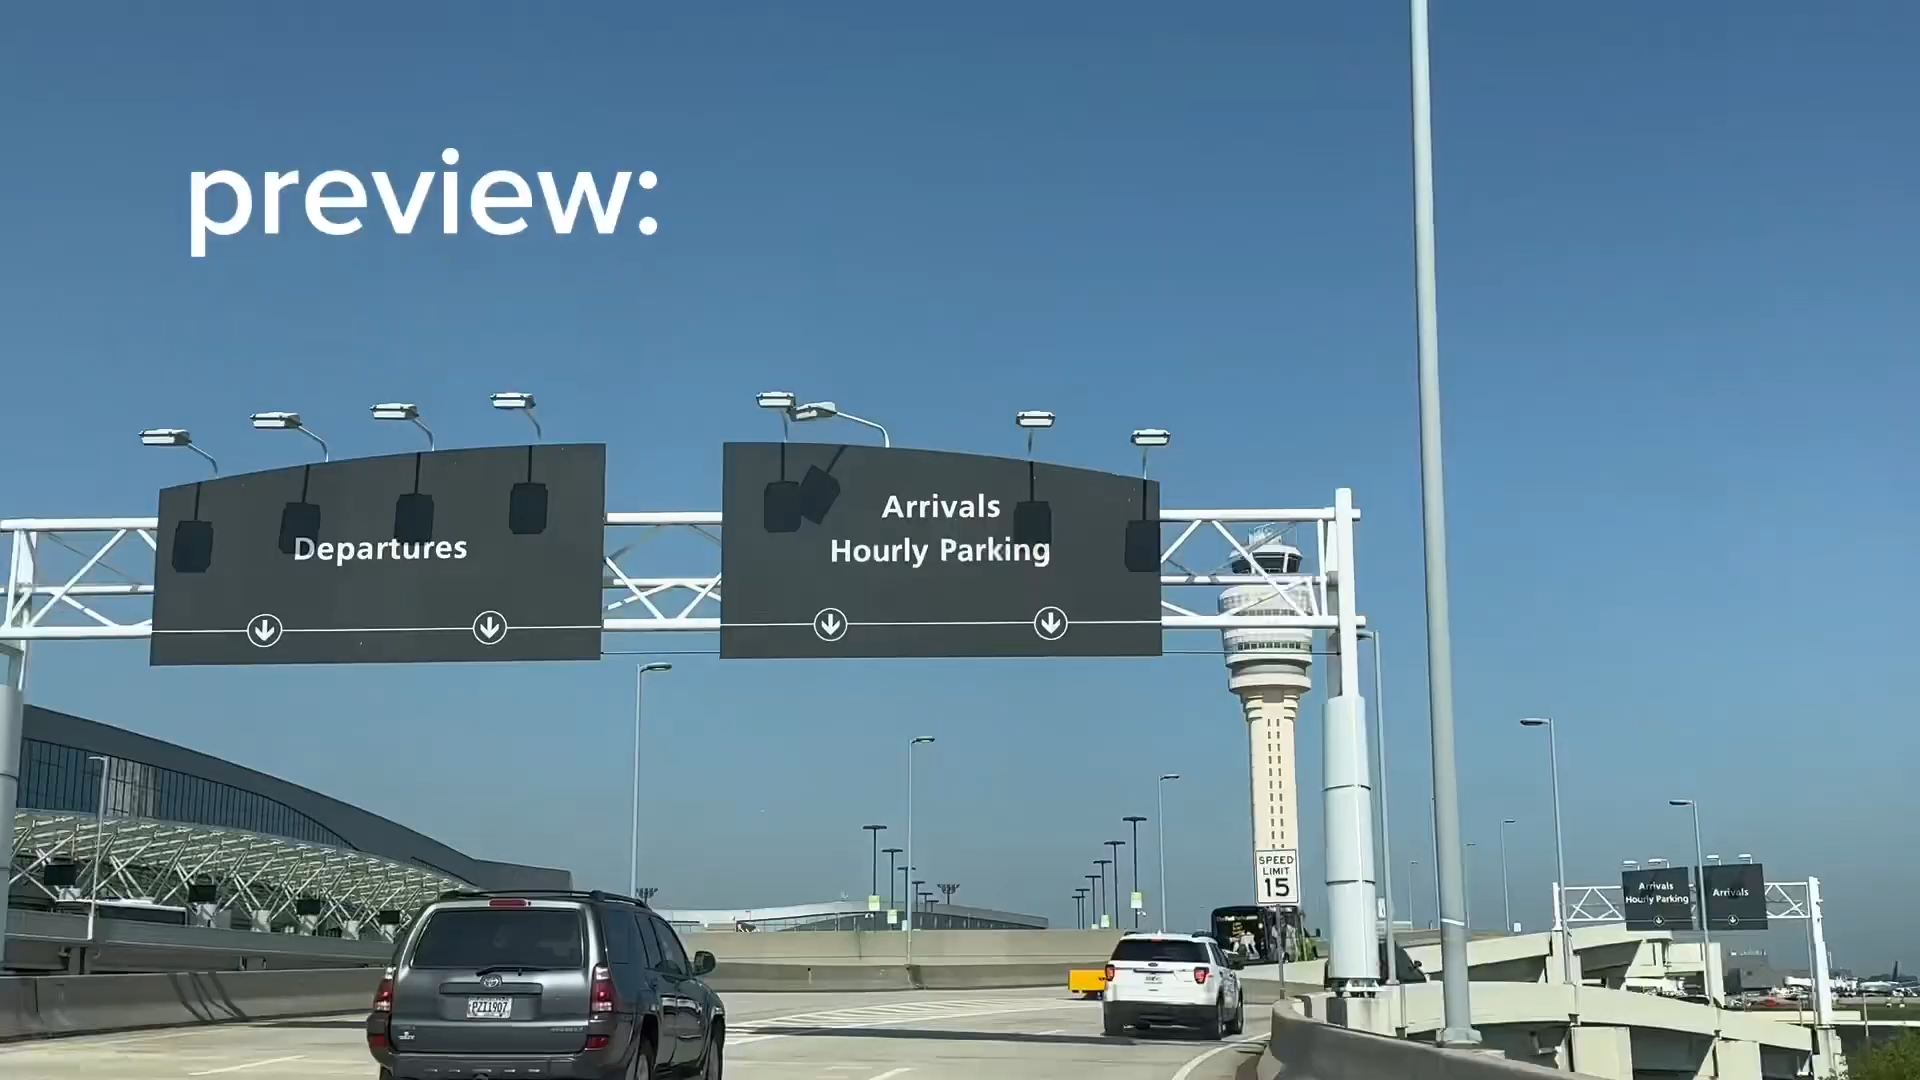 preview:
Departures
Arrivals
Hourly Parking
SPEED
LIMIT
15
Arrivals
Hourly Parking
Arrivals